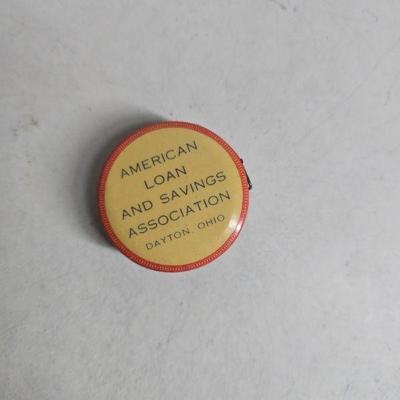 AMERICAN
LOAN
AND SAVINGS
ASSOCIATION
DAYTON, OHIO